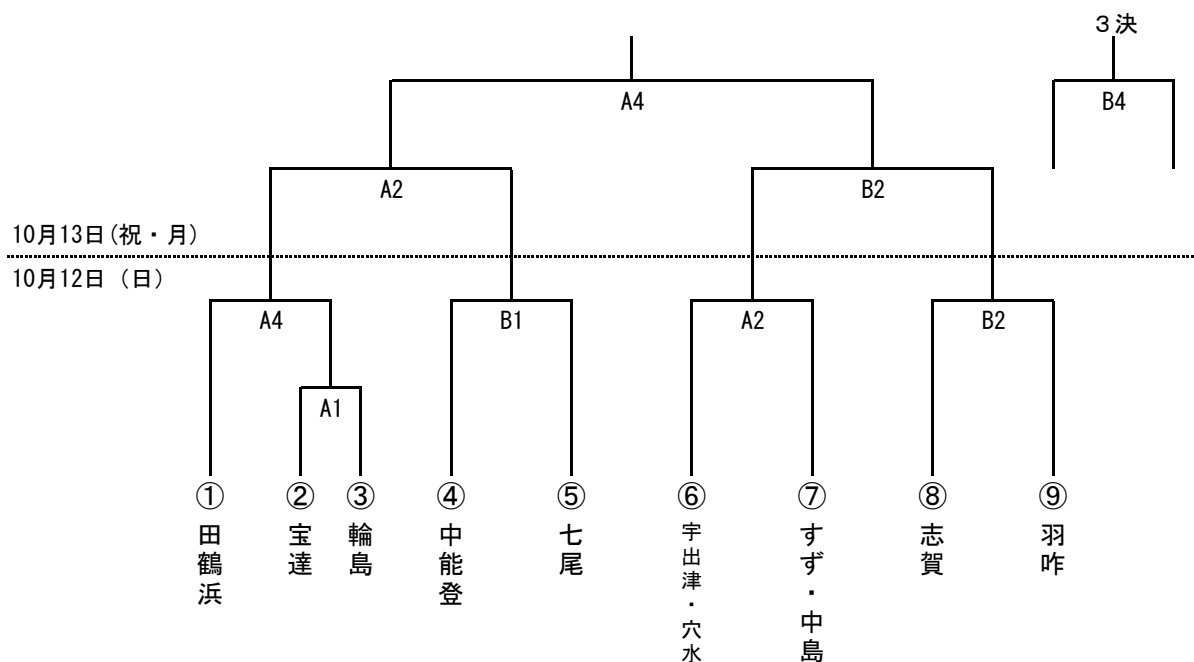 3決
A4
B4
A2
B2
10月13日(祝・月)
10月12日 (日)
A4
B1
A2
B2
A1
①
②
③
④
⑤
⑥
⑦
⑧
⑨
田鶴浜
宝達
輪島
中能登
七尾
宇出津・穴水
すず・中島
志賀
羽咋